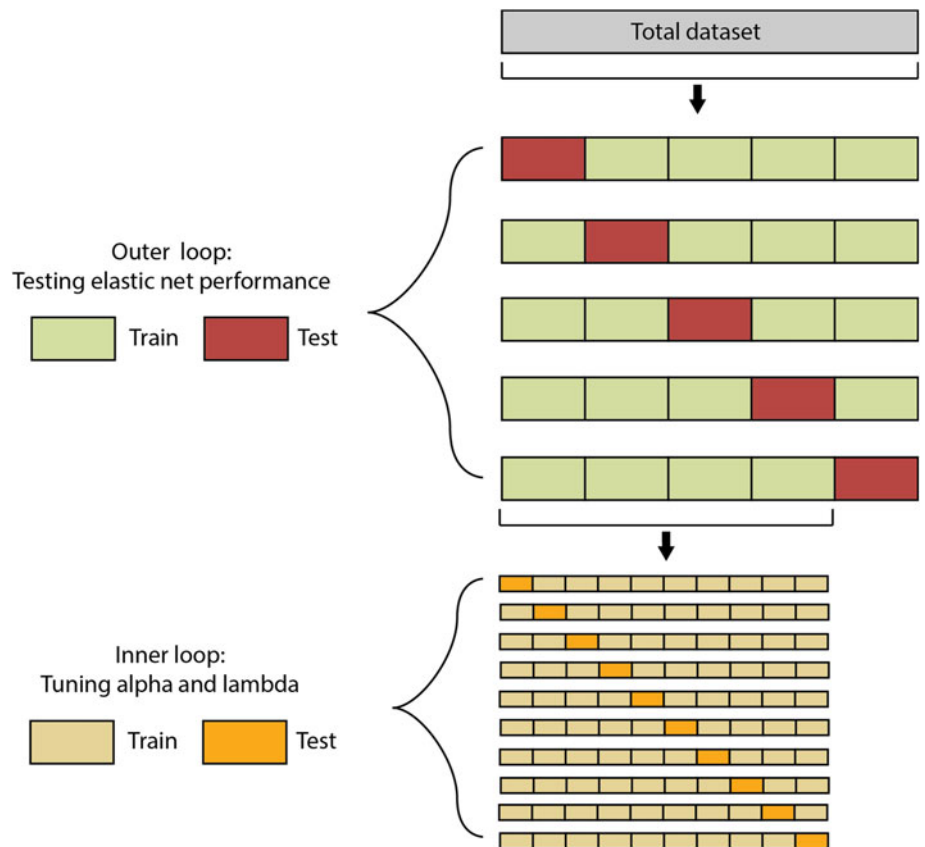 Total dataset
Outer loop:
Testing elastic net performance
Train
Test
Inner loop:
Tuning alpha and lambda
Train
Test